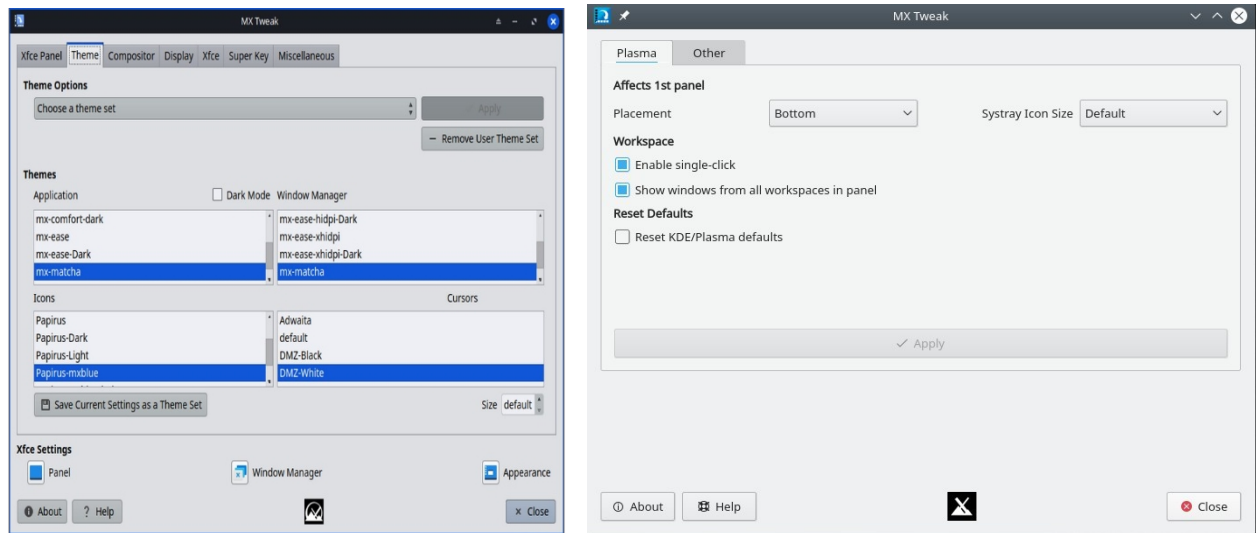 MX Tweak
Xfce Panel Theme Compositor Display Xfce Super Key Miscellaneous
Theme Options
Choose a theme set Apply
Remove User Theme Set
Themes
Application Dark Mode Window Manager
mx-comfort-dark mx-ease-hidpi-Dark
mx-ease mx-ease-xhidpi
mx-ease-Dark mx-ease-xhidpi-Dark
mx-matcha mx-matcha
Icons Cursors
Papirus Adwaita
Papirus-Dark default
Papirus-Light DMZ-Black
Papirus-mxblue DMZ-White
Save Current Settings as a Theme Set Size default
Xfce Settings
Panel Window Manager Appearance
About ? Help Close
MX Tweak
Plasma Other
Affects 1st panel
Placement Bottom Systray Icon Size Default
Workspace
Enable single-click
Show windows from all workspaces in panel
Reset Defaults
Reset KDE/Plasma defaults
Apply
About Help Close